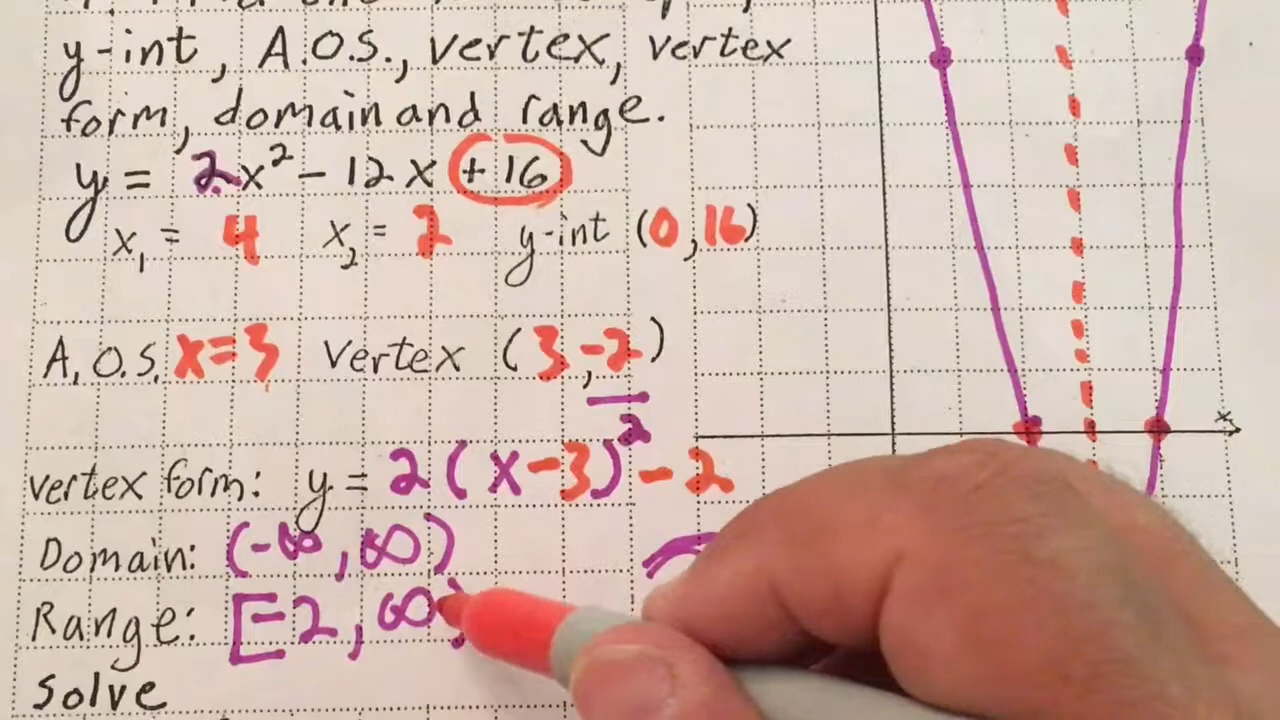 y-int, A.O.S., vertex, vertex
form, domain and range.
y = 2x² - 12x + 16
x₁ = 4 x₂ = 2 y-int (0,16)
A.O.S. x=3 Vertex (3,-2)
vertex form: y = 2(x-3)² - 2
Domain: (-∞, ∞)
Range: [-2, ∞)
Solve
x